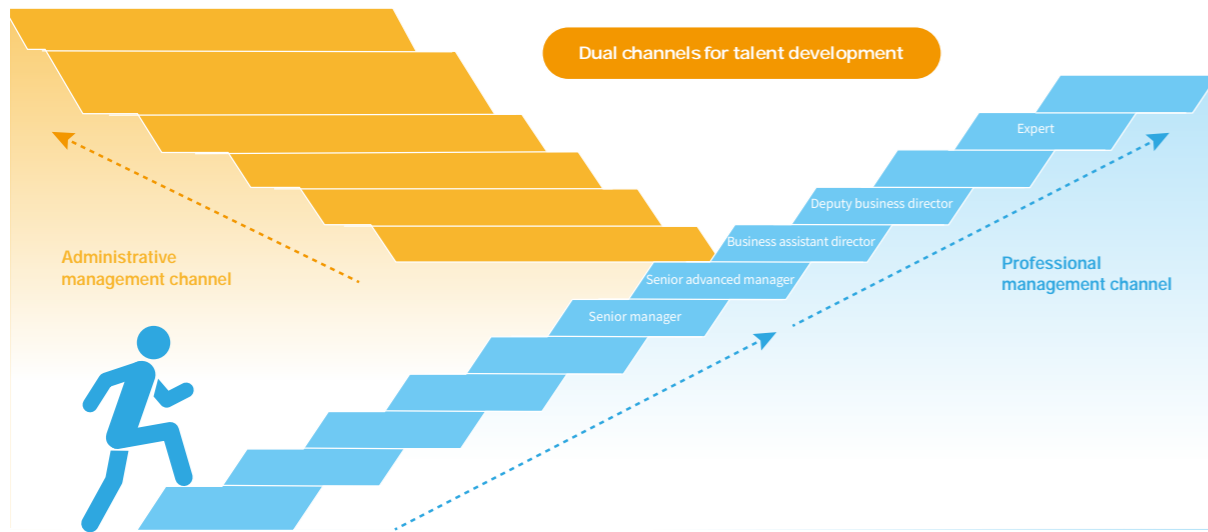 Dual channels for talent development
Expert
Deputy business director
Business assistant director
Senior advanced manager
Senior manager
Administrative
management channel
Professional
management channel